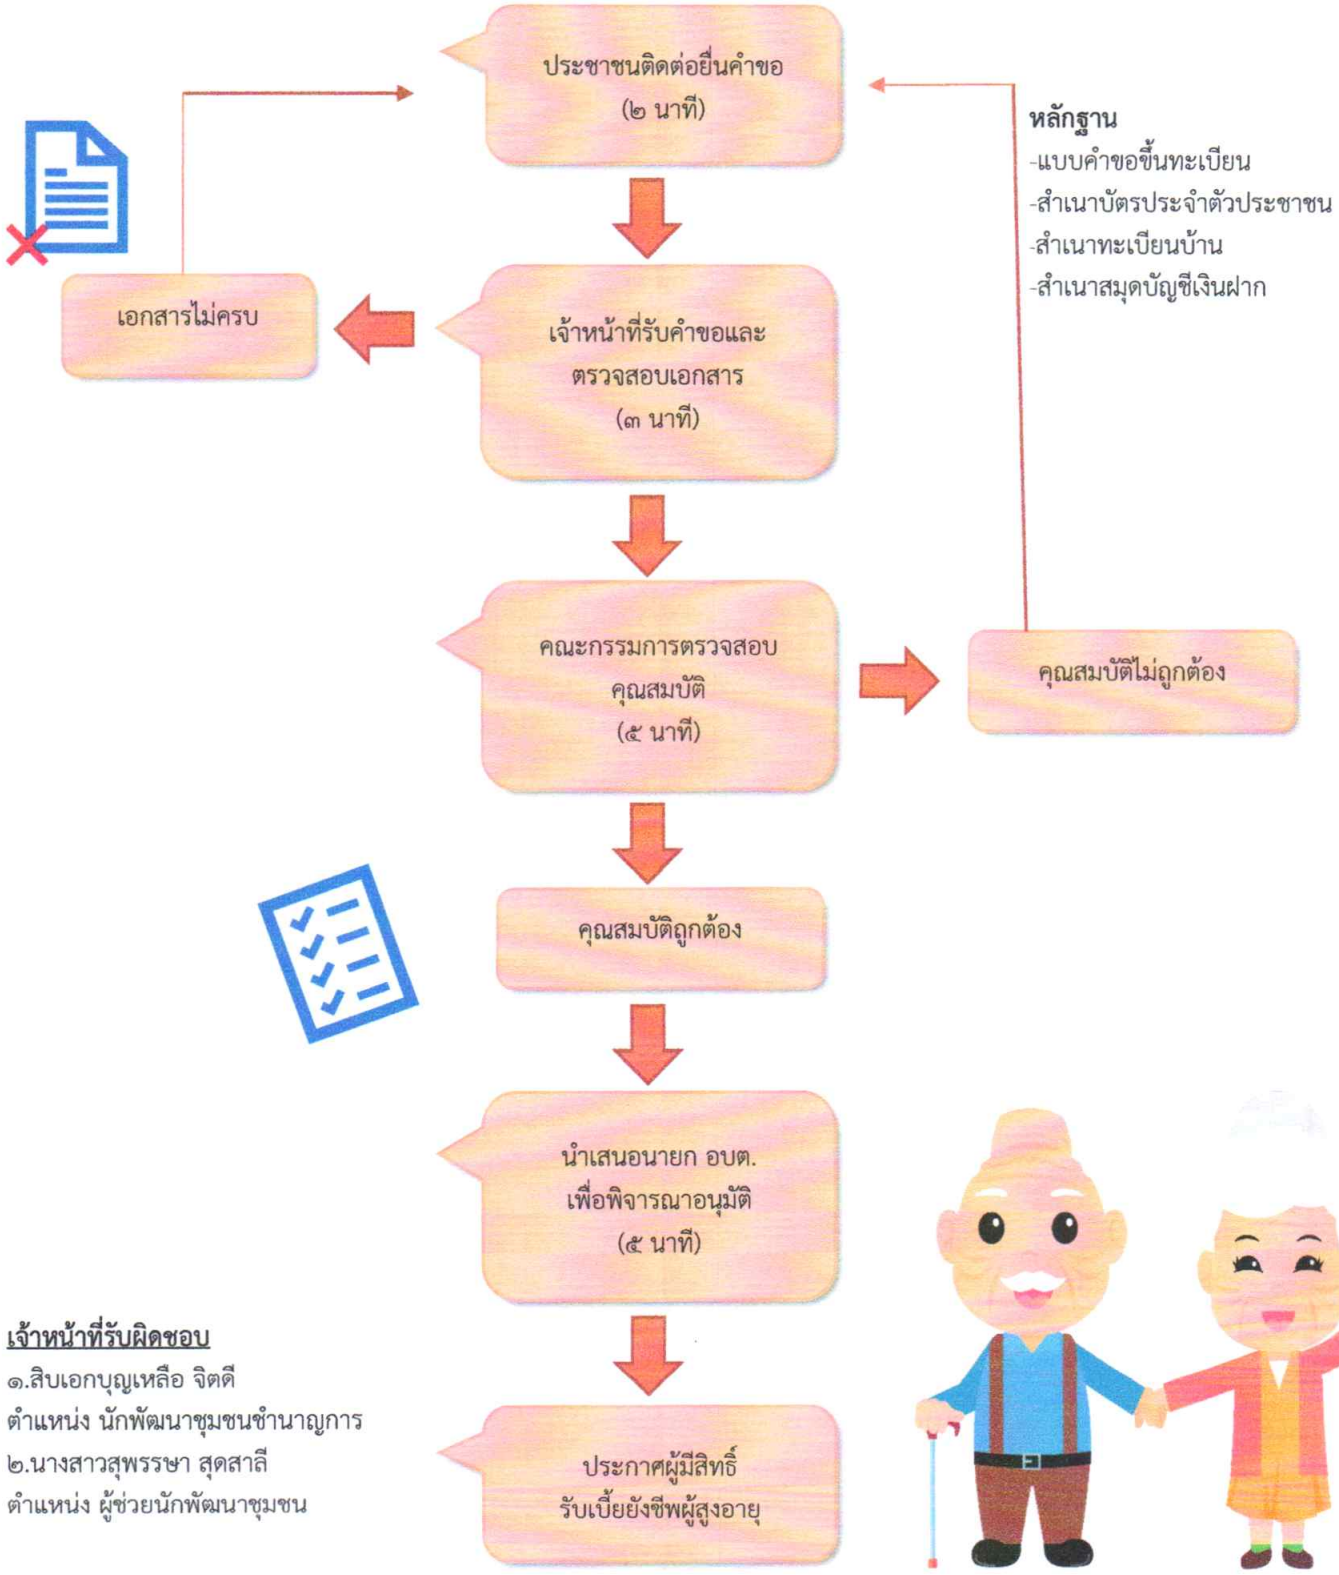 ประชาชนติดต่อยื่นคำขอ
(๒ นาที)
หลักฐาน
-แบบคำขอขึ้นทะเบียน
-สำเนาบัตรประจำตัวประชาชน
-สำเนาทะเบียนบ้าน
-สำเนาสมุดบัญชีเงินฝาก
เอกสารไม่ครบ
เจ้าหน้าที่รับคำขอและ
ตรวจสอบเอกสาร
(๓ นาที)
คณะกรรมการตรวจสอบ
คุณสมบัติ
(๕ นาที)
คุณสมบัติไม่ถูกต้อง
คุณสมบัติถูกต้อง
นำเสนอนายก อบต.
เพื่อพิจารณาอนุมัติ
(๕ นาที)
เจ้าหน้าที่รับผิดชอบ
๑.สิบเอกบุญเหลือ จิตดี
ตำแหน่ง นักพัฒนาชุมชนชำนาญการ
๒.นางสาวสุพรรษา สุดสาลี
ตำแหน่ง ผู้ช่วยนักพัฒนาชุมชน
ประกาศผู้มีสิทธิ์
รับเบี้ยยังชีพผู้สูงอายุ